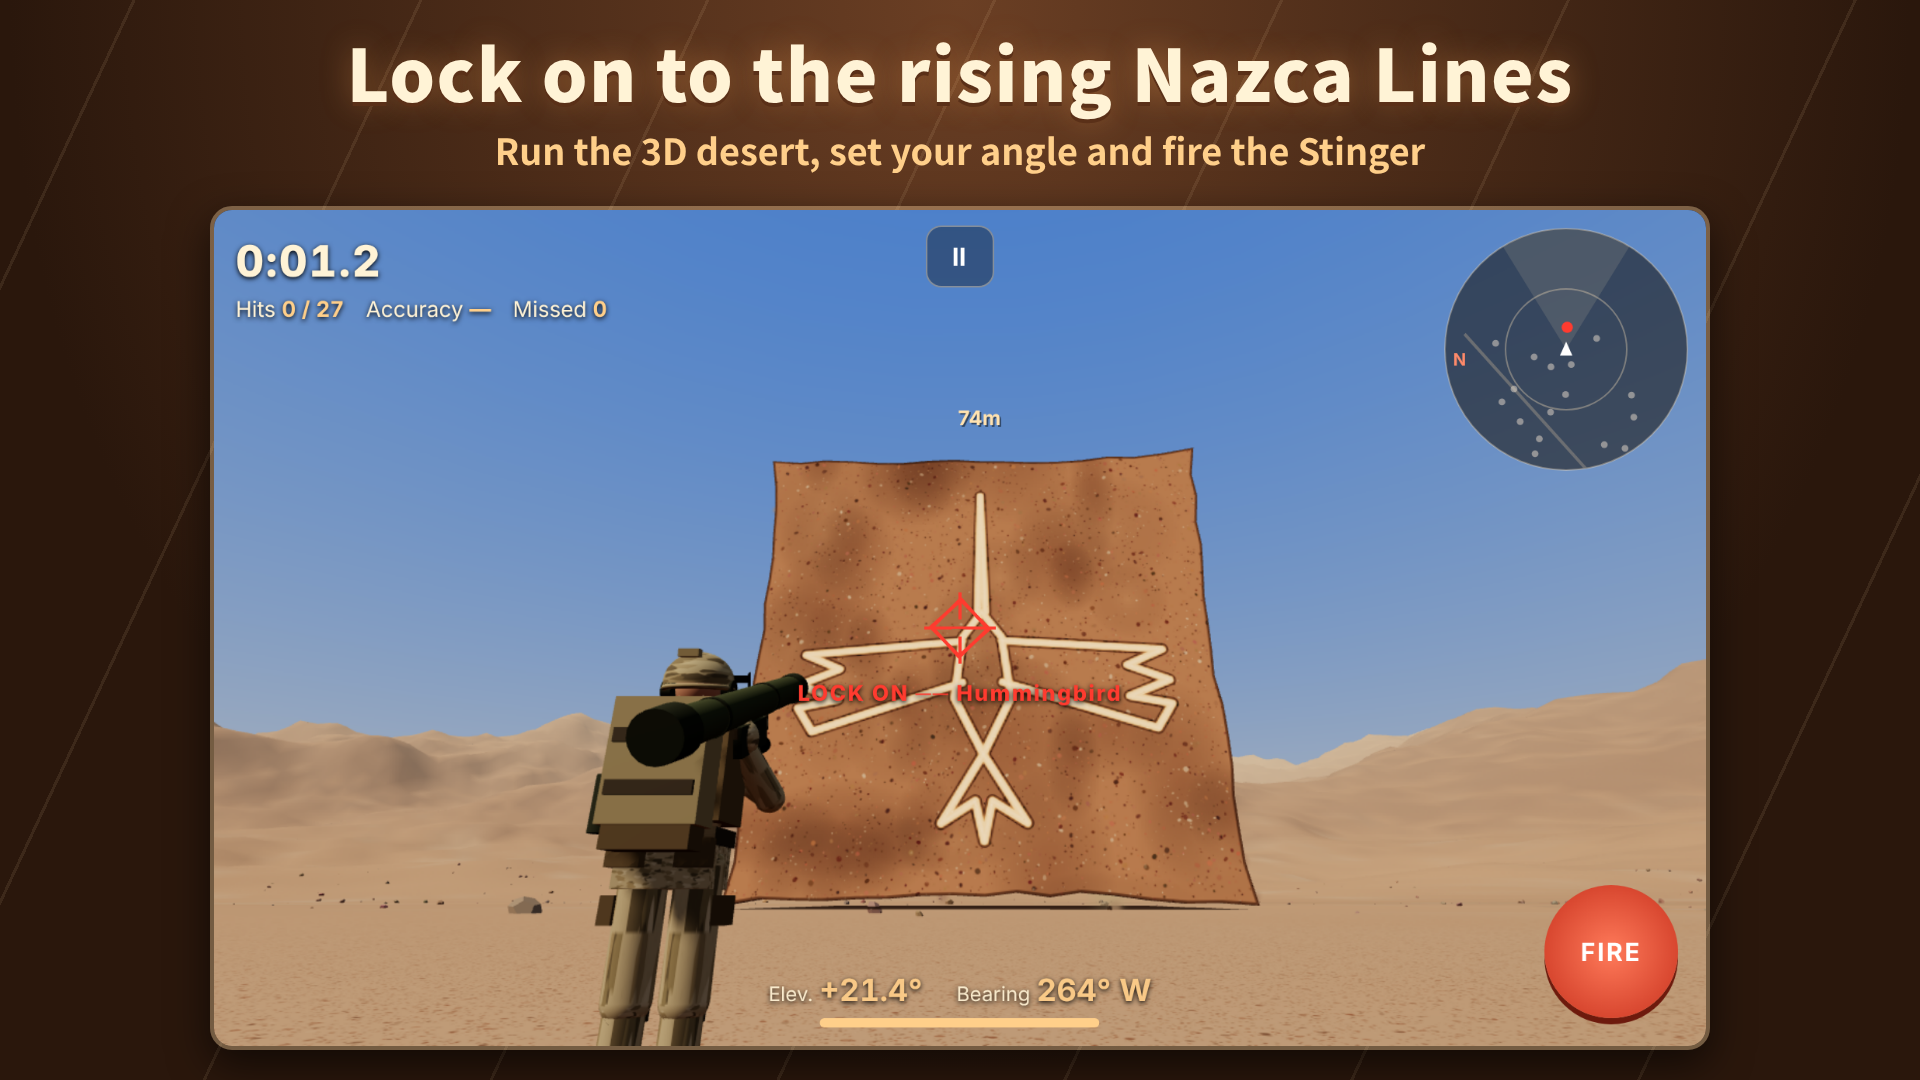 Lock on to the rising Nazca Lines
Run the 3D desert, set your angle and fire the Stinger
0:01.2
Hits 0 / 27 Accuracy — Missed 0
N
74m
LOCK ON — Hummingbird
FIRE
Elev. +21.4° Bearing 264° W